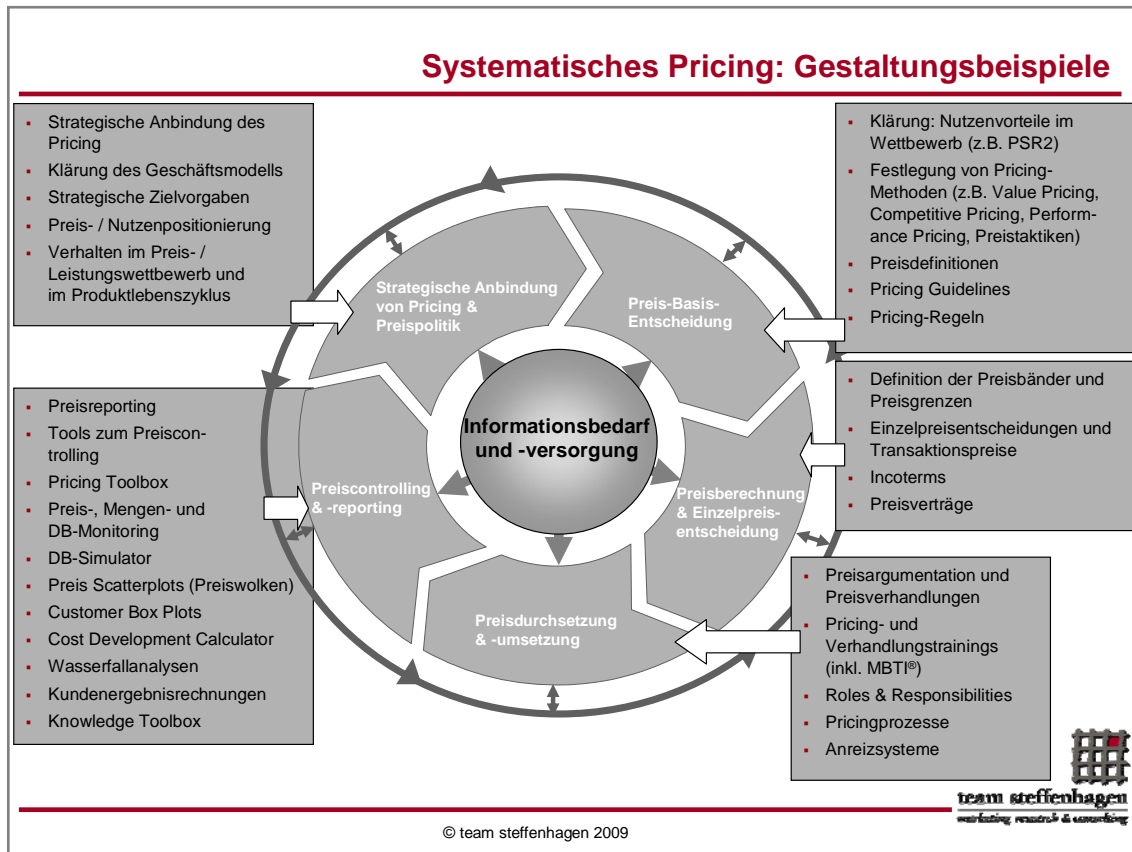 Systematisches Pricing: Gestaltungsbeispiele
Strategische Anbindung des
Pricing
Klärung des Geschäftsmodells
Strategische Zielvorgaben
Preis- / Nutzenpositionierung
Verhalten im Preis- /
Leistungswettbewerb und
im Produktlebenszyklus
Klärung: Nutzenvorteile im
Wettbewerb (z.B. PSR2)
Festlegung von Pricing-
Methoden (z.B. Value Pricing,
Competitive Pricing, Perform-
ance Pricing, Preistaktiken)
Preisdefinitionen
Pricing Guidelines
Pricing-Regeln
Strategische Anbindung
von Pricing &
Preispolitik
Preis-Basis-
Entscheidung
Informationsbedarf
und -versorgung
Preiscontrolling
& -reporting
Preisberechnung
& Einzelpreis-
entscheidung
Preisdurchsetzung
& -umsetzung
Preisreporting
Tools zum Preiscon-
trolling
Pricing Toolbox
Preis-, Mengen- und
DB-Monitoring
DB-Simulator
Preis Scatterplots (Preiswolken)
Customer Box Plots
Cost Development Calculator
Wasserfallanalysen
Kundenergebnisrechnungen
Knowledge Toolbox
Definition der Preisbänder und
Preisgrenzen
Einzelpreisentscheidungen und
Transaktionspreise
Incoterms
Preisverträge
Preisargumentation und
Preisverhandlungen
Pricing- und
Verhandlungstrainings
(inkl. MBTI®)
Roles & Responsibilities
Pricingprozesse
Anreizsysteme
team steffenhagen
marketing research & consulting
© team steffenhagen 2009